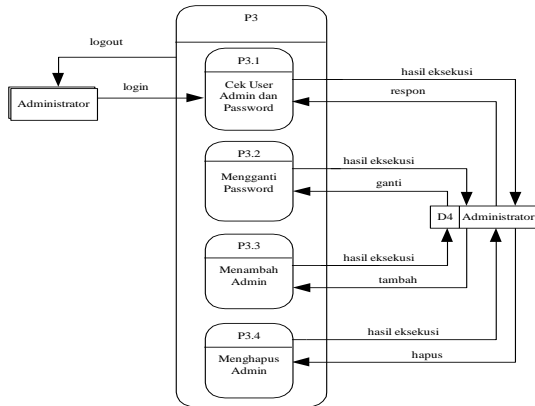 P3
logout
P3.1
Cek User
Admin dan
Password
hasil eksekusi
login
respon
Administrator
P3.2
Mengganti
Password
hasil eksekusi
ganti
D4 Administrator
P3.3
Menambah
Admin
hasil eksekusi
tambah
P3.4
Menghapus
Admin
hasil eksekusi
hapus